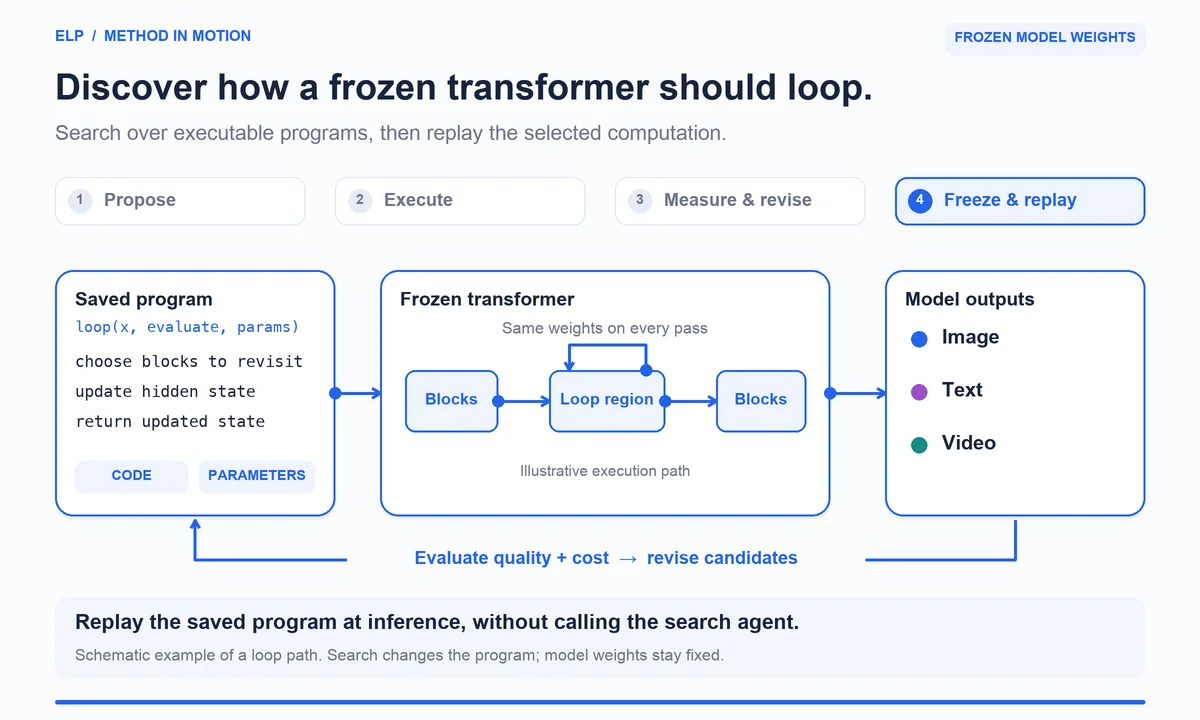 ELP / METHOD IN MOTION
FROZEN MODEL WEIGHTS
Discover how a frozen transformer should loop.
Search over executable programs, then replay the selected computation.
1 Propose
2 Execute
3 Measure & revise
4 Freeze & replay
Saved program
loop(x, evaluate, params)
choose blocks to revisit
update hidden state
return updated state
CODE
PARAMETERS
Frozen transformer
Same weights on every pass
Blocks
Loop region
Blocks
Illustrative execution path
Model outputs
Image
Text
Video
Evaluate quality + cost → revise candidates
Replay the saved program at inference, without calling the search agent.
Schematic example of a loop path. Search changes the program; model weights stay fixed.